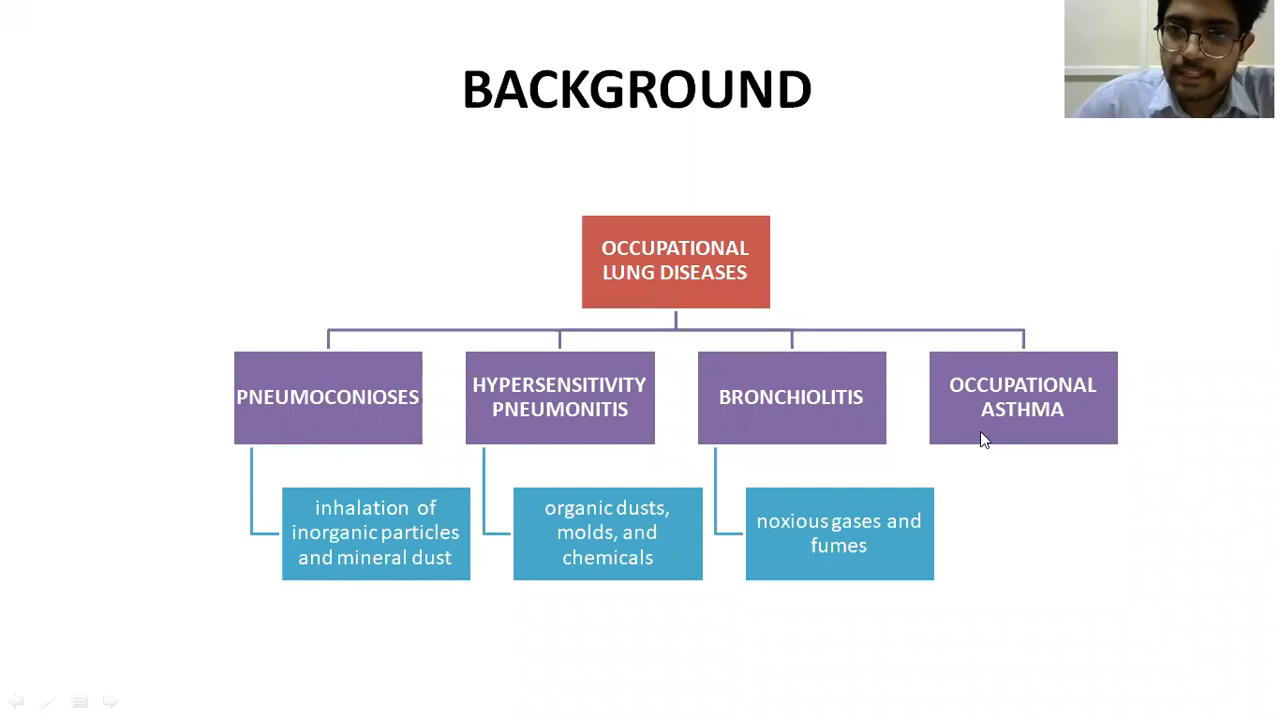 BACKGROUND
OCCUPATIONAL
LUNG DISEASES
PNEUMOCONIOSES
HYPERSENSITIVITY
PNEUMONITIS
BRONCHIOLITIS
OCCUPATIONAL
ASTHMA
inhalation of
inorganic particles
and mineral dust
organic dusts,
molds, and
chemicals
noxious gases and
fumes